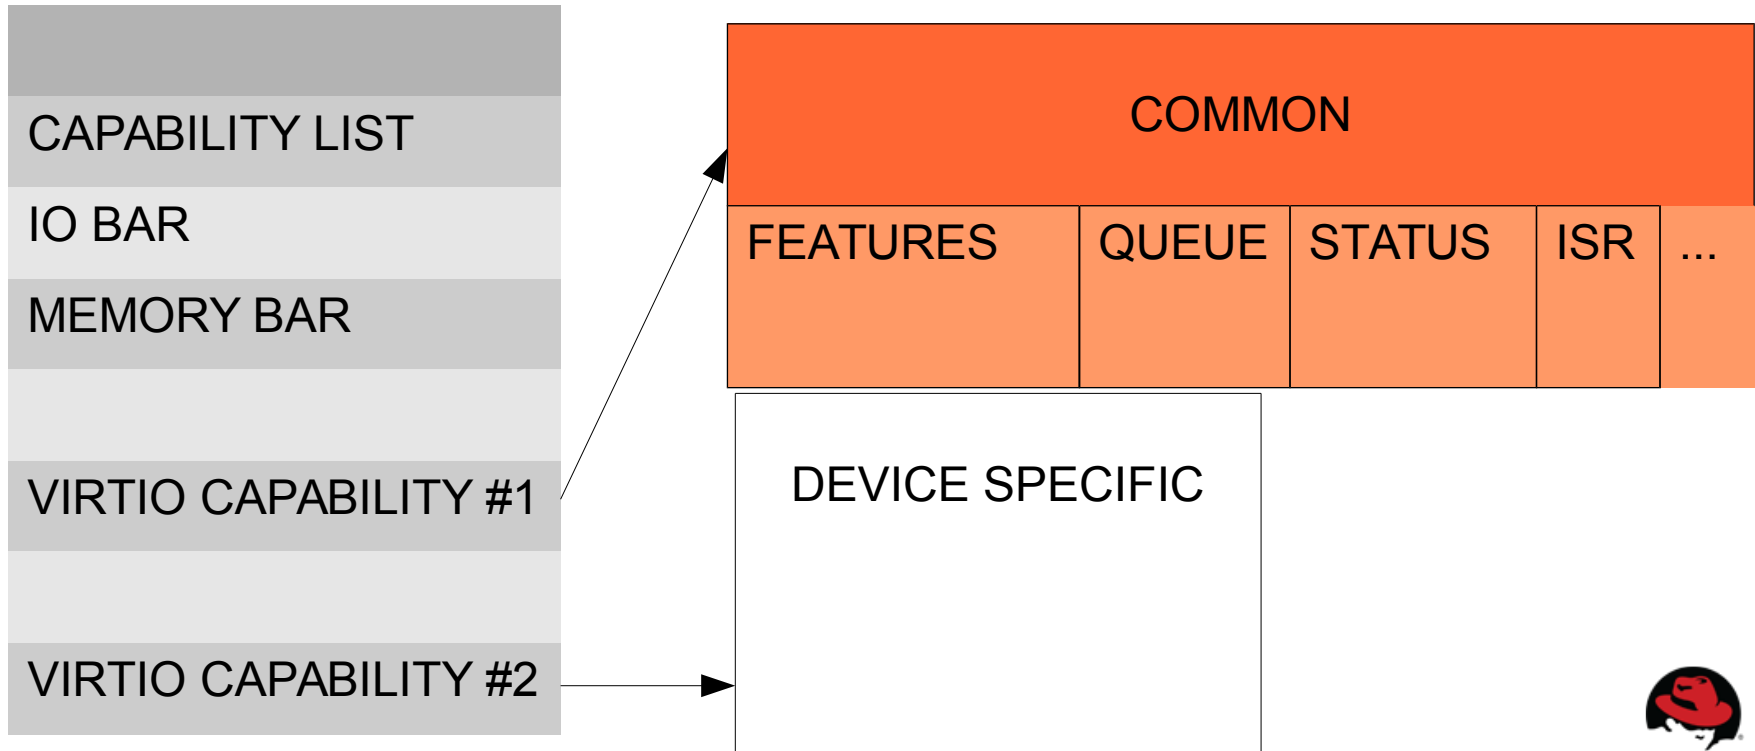 CAPABILITY LIST
IO BAR
MEMORY BAR
VIRTIO CAPABILITY #1
VIRTIO CAPABILITY #2
COMMON
FEATURES
QUEUE
STATUS
ISR
...
DEVICE SPECIFIC